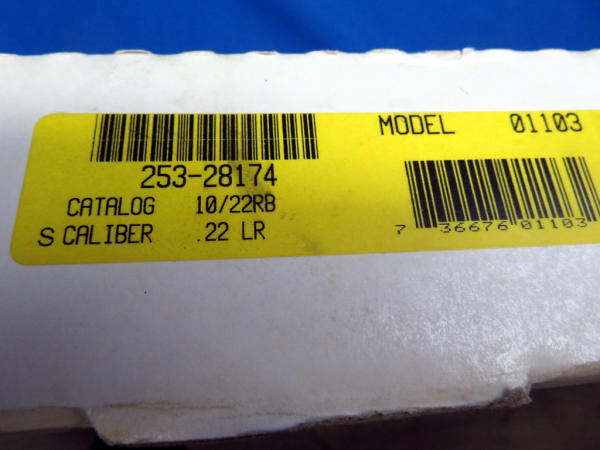 MODEL 01103
253-28174
CATALOG 10/22RB
S CALIBER .22 LR
7 36676 01103